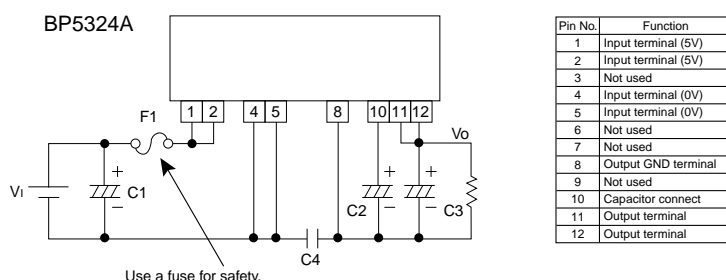 BP5324A
1 2 4 5 8 10 11 12
F1
Vo
+ + +
VI C1 C2 C3
− − −
C4
Use a fuse for safety.
Pin No. Function
1 Input terminal (5V)
2 Input terminal (5V)
3 Not used
4 Input terminal (0V)
5 Input terminal (0V)
6 Not used
7 Not used
8 Output GND terminal
9 Not used
10 Capacitor connect
11 Output terminal
12 Output terminal